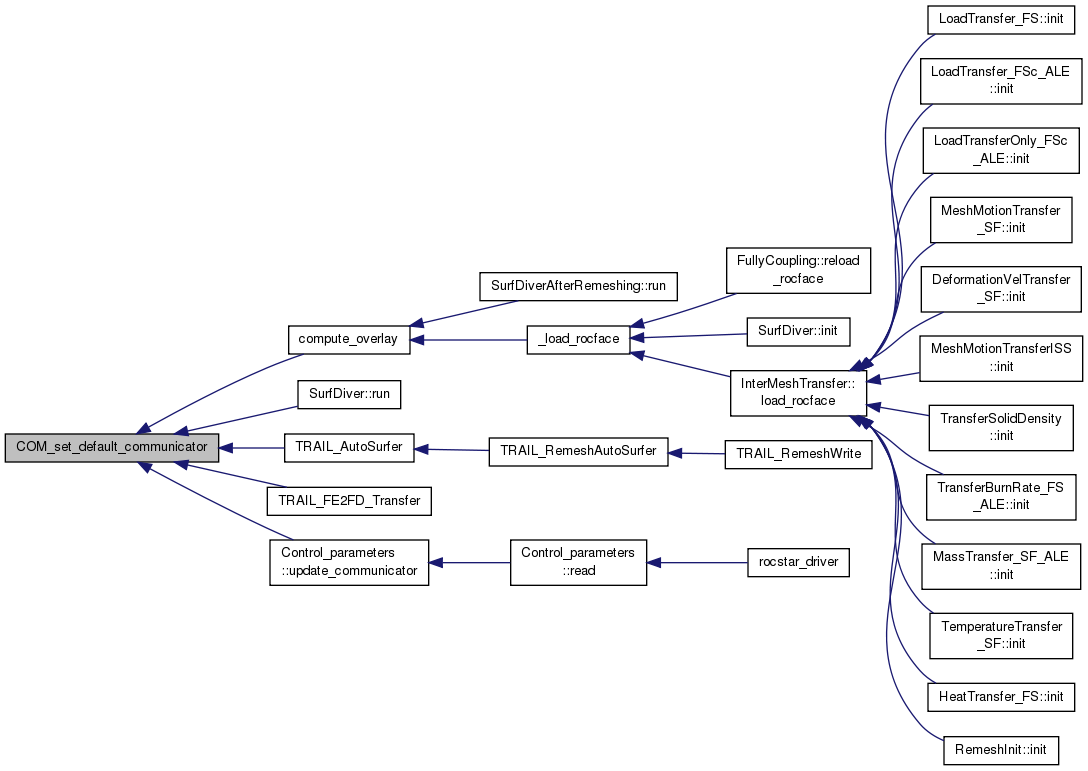 LoadTransfer_FS::init
LoadTransfer_FSc_ALE
::init
LoadTransferOnly_FSc
_ALE::init
MeshMotionTransfer
_SF::init
FullyCoupling::reload
_rocface
DeformationVelTransfer
_SF::init
SurfDiverAfterRemeshing::run
compute_overlay
_load_rocface
SurfDiver::init
MeshMotionTransferISS
::init
SurfDiver::run
InterMeshTransfer::
load_rocface
TransferSolidDensity
::init
COM_set_default_communicator
TRAIL_AutoSurfer
TRAIL_RemeshAutoSurfer
TRAIL_RemeshWrite
TRAIL_FE2FD_Transfer
TransferBurnRate_FS
_ALE::init
Control_parameters
::update_communicator
Control_parameters
::read
rocstar_driver
MassTransfer_SF_ALE
::init
TemperatureTransfer
_SF::init
HeatTransfer_FS::init
RemeshInit::init